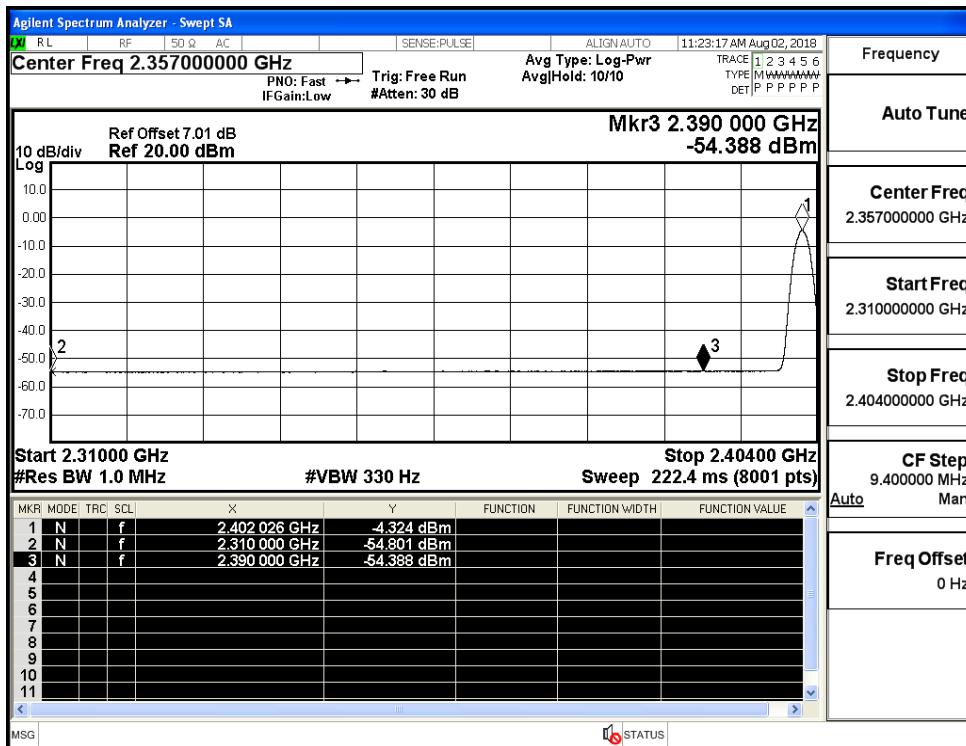 Agilent Spectrum Analyzer - Swept SA
LXI RL RF 50 Ω AC SENSE:PULSE ALIGN AUTO 11:23:17 AM Aug 02, 2018
Center Freq 2.357000000 GHz
PNO: Fast
IFGain:Low
Trig: Free Run
#Atten: 30 dB
Avg Type: Log-Pwr
Avg|Hold: 10/10
TRACE 1 2 3 4 5 6
TYPE M W W W W W
DET P P P P P P
Ref Offset 7.01 dB
10 dB/div Ref 20.00 dBm
Log
Mkr3 2.390 000 GHz
-54.388 dBm
10.0
0.00
-10.0
-20.0
-30.0
-40.0
-50.0
-60.0
-70.0
1
2
3
Start 2.31000 GHz Stop 2.40400 GHz
#Res BW 1.0 MHz #VBW 330 Hz Sweep 222.4 ms (8001 pts)
MKR MODE TRC SCL X Y FUNCTION FUNCTION WIDTH FUNCTION VALUE
1 N f 2.402 026 GHz -4.324 dBm
2 N f 2.310 000 GHz -54.801 dBm
3 N f 2.390 000 GHz -54.388 dBm
4
5
6
7
8
9
10
11
MSG STATUS
Frequency
Auto Tune
Center Freq
2.357000000 GHz
Start Freq
2.310000000 GHz
Stop Freq
2.404000000 GHz
CF Step
9.400000 MHz
Auto Man
Freq Offset
0 Hz